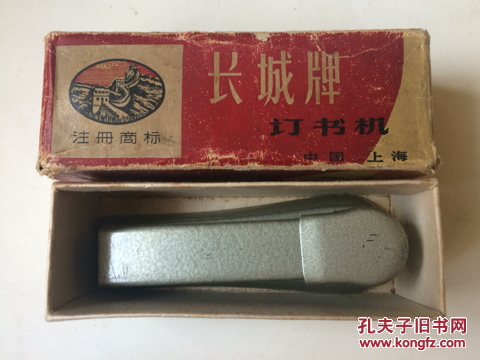 长城牌
订书机
注册商标
中国 上海
孔夫子旧书网
www.kongfz.com